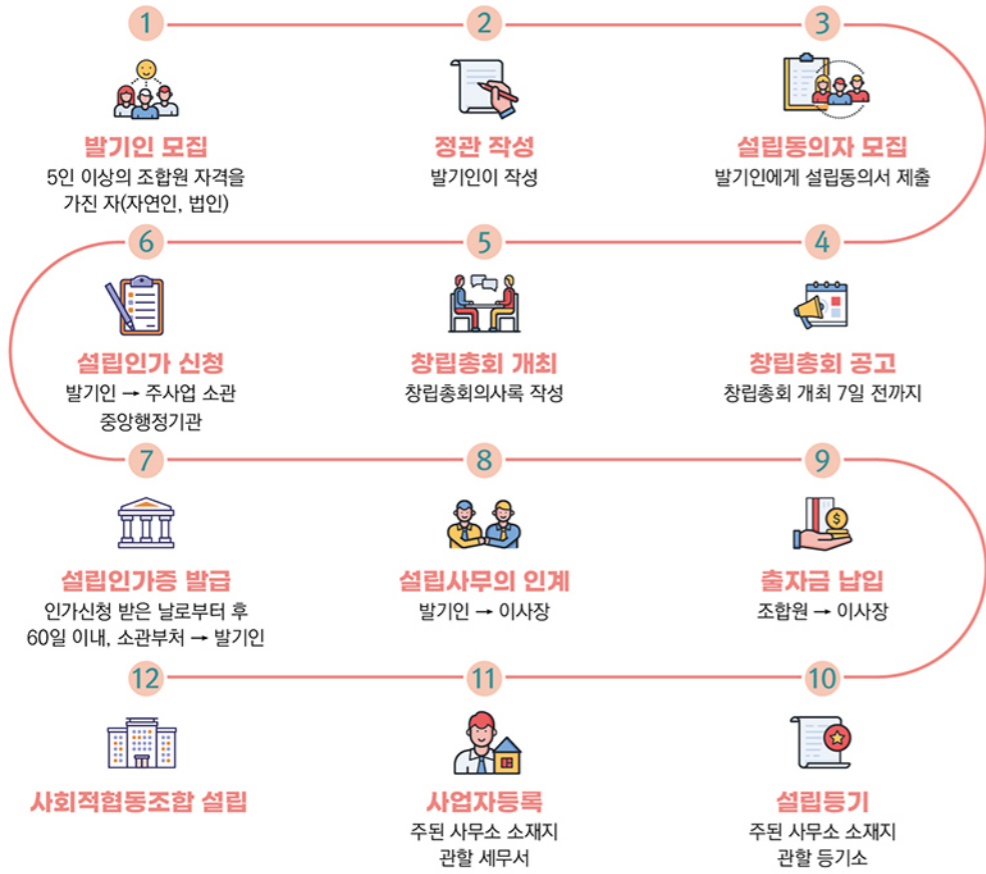 1
발기인 모집
5인 이상의 조합원 자격을
가진 자(자연인, 법인)
2
정관 작성
발기인이 작성
3
설립동의자 모집
발기인에게 설립동의서 제출
4
창립총회 공고
창립총회 개최 7일 전까지
5
창립총회 개최
창립총회의사록 작성
6
설립인가 신청
발기인 → 주사업 소관
중앙행정기관
7
설립인가증 발급
인가신청 받은 날로부터 후
60일 이내, 소관부처 → 발기인
8
설립사무의 인계
발기인 → 이사장
9
출자금 납입
조합원 → 이사장
10
설립등기
주된 사무소 소재지
관할 등기소
11
사업자등록
주된 사무소 소재지
관할 세무서
12
사회적협동조합 설립